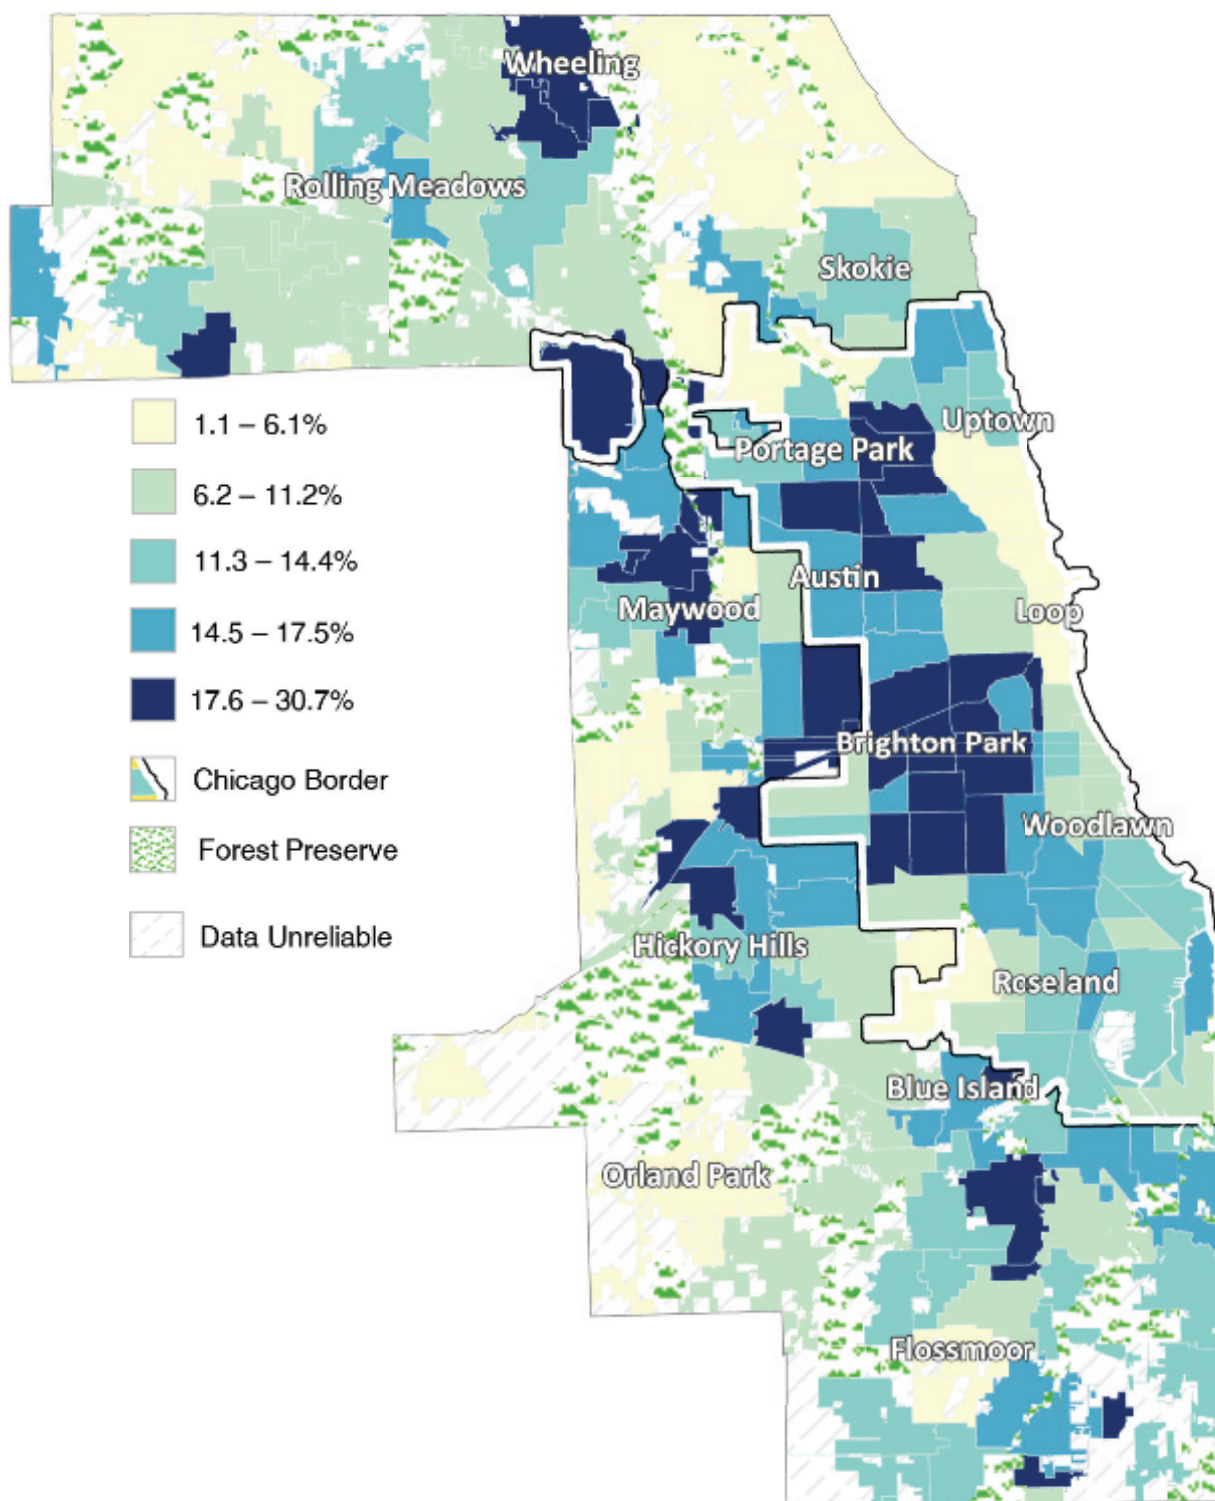 Wheeling
Rolling Meadows
Skokie
1.1 – 6.1%
Uptown
Portage Park
6.2 – 11.2%
11.3 – 14.4%
Austin
Maywood
Loop
14.5 – 17.5%
17.6 – 30.7%
Brighton Park
Chicago Border
Woodlawn
Forest Preserve
Data Unreliable
Hickory Hills
Roseland
Blue Island
Orland Park
Flossmoor